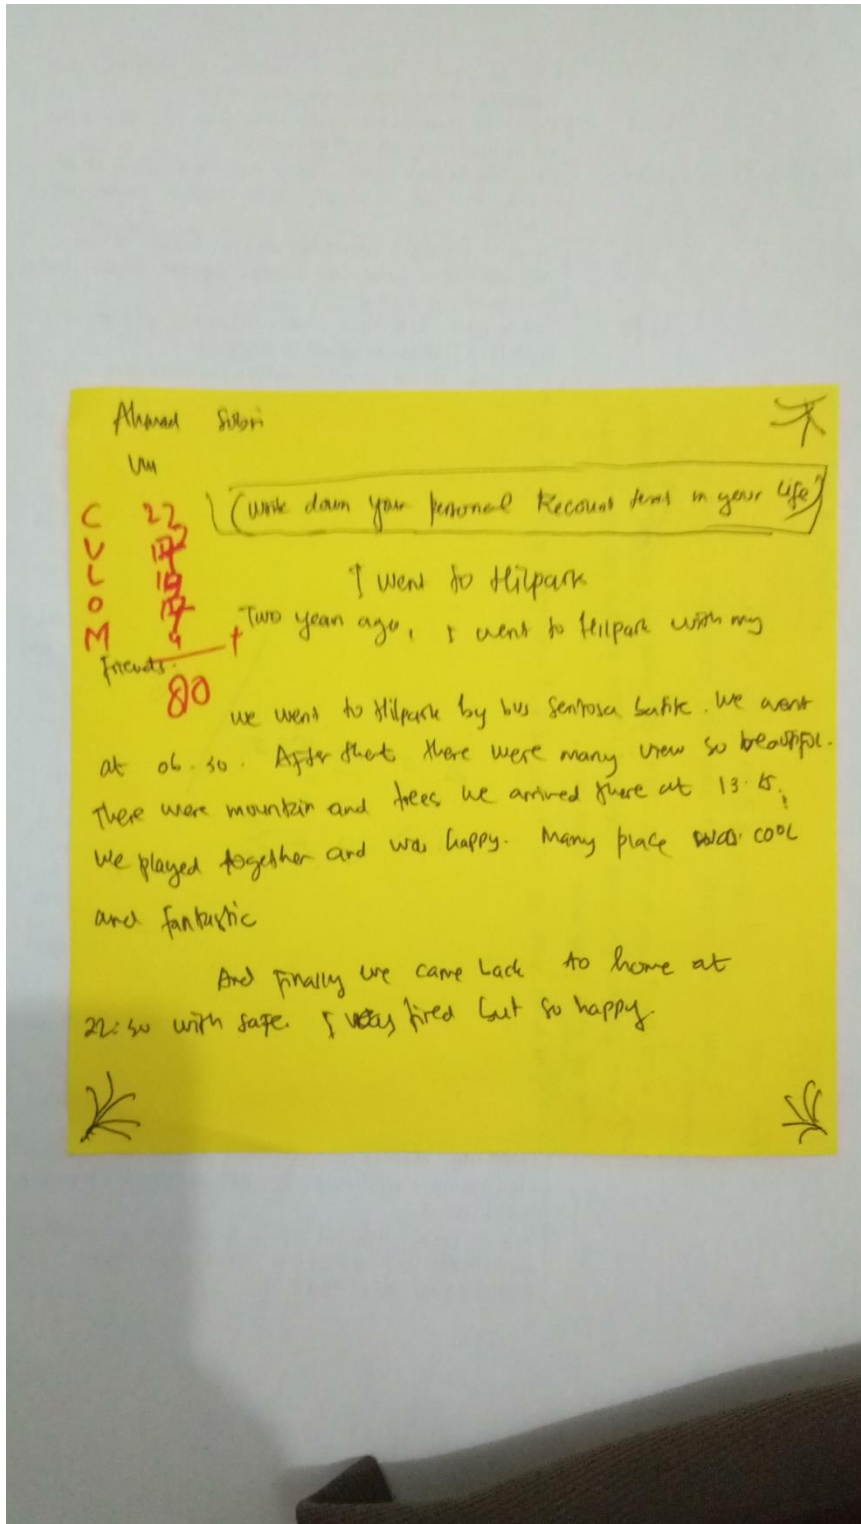 Ahmad Sobri
VIII
(Write down your personal Recount text in your life)
C 22
V 17
L 15
O 17
M 9 +
80
I went to Hilpark
Two year ago, I went to Hilpark with my
friends.
we went to Hilpark by bus Sentosa batik. We went
at 06.30. After that there were many view so beautiful.
There were mountain and trees we arrived there at 13.15,
We played together and was happy. Many place was cool
and fantastic
And finally we came back to home at
22:30 with safe. I was tired but so happy.